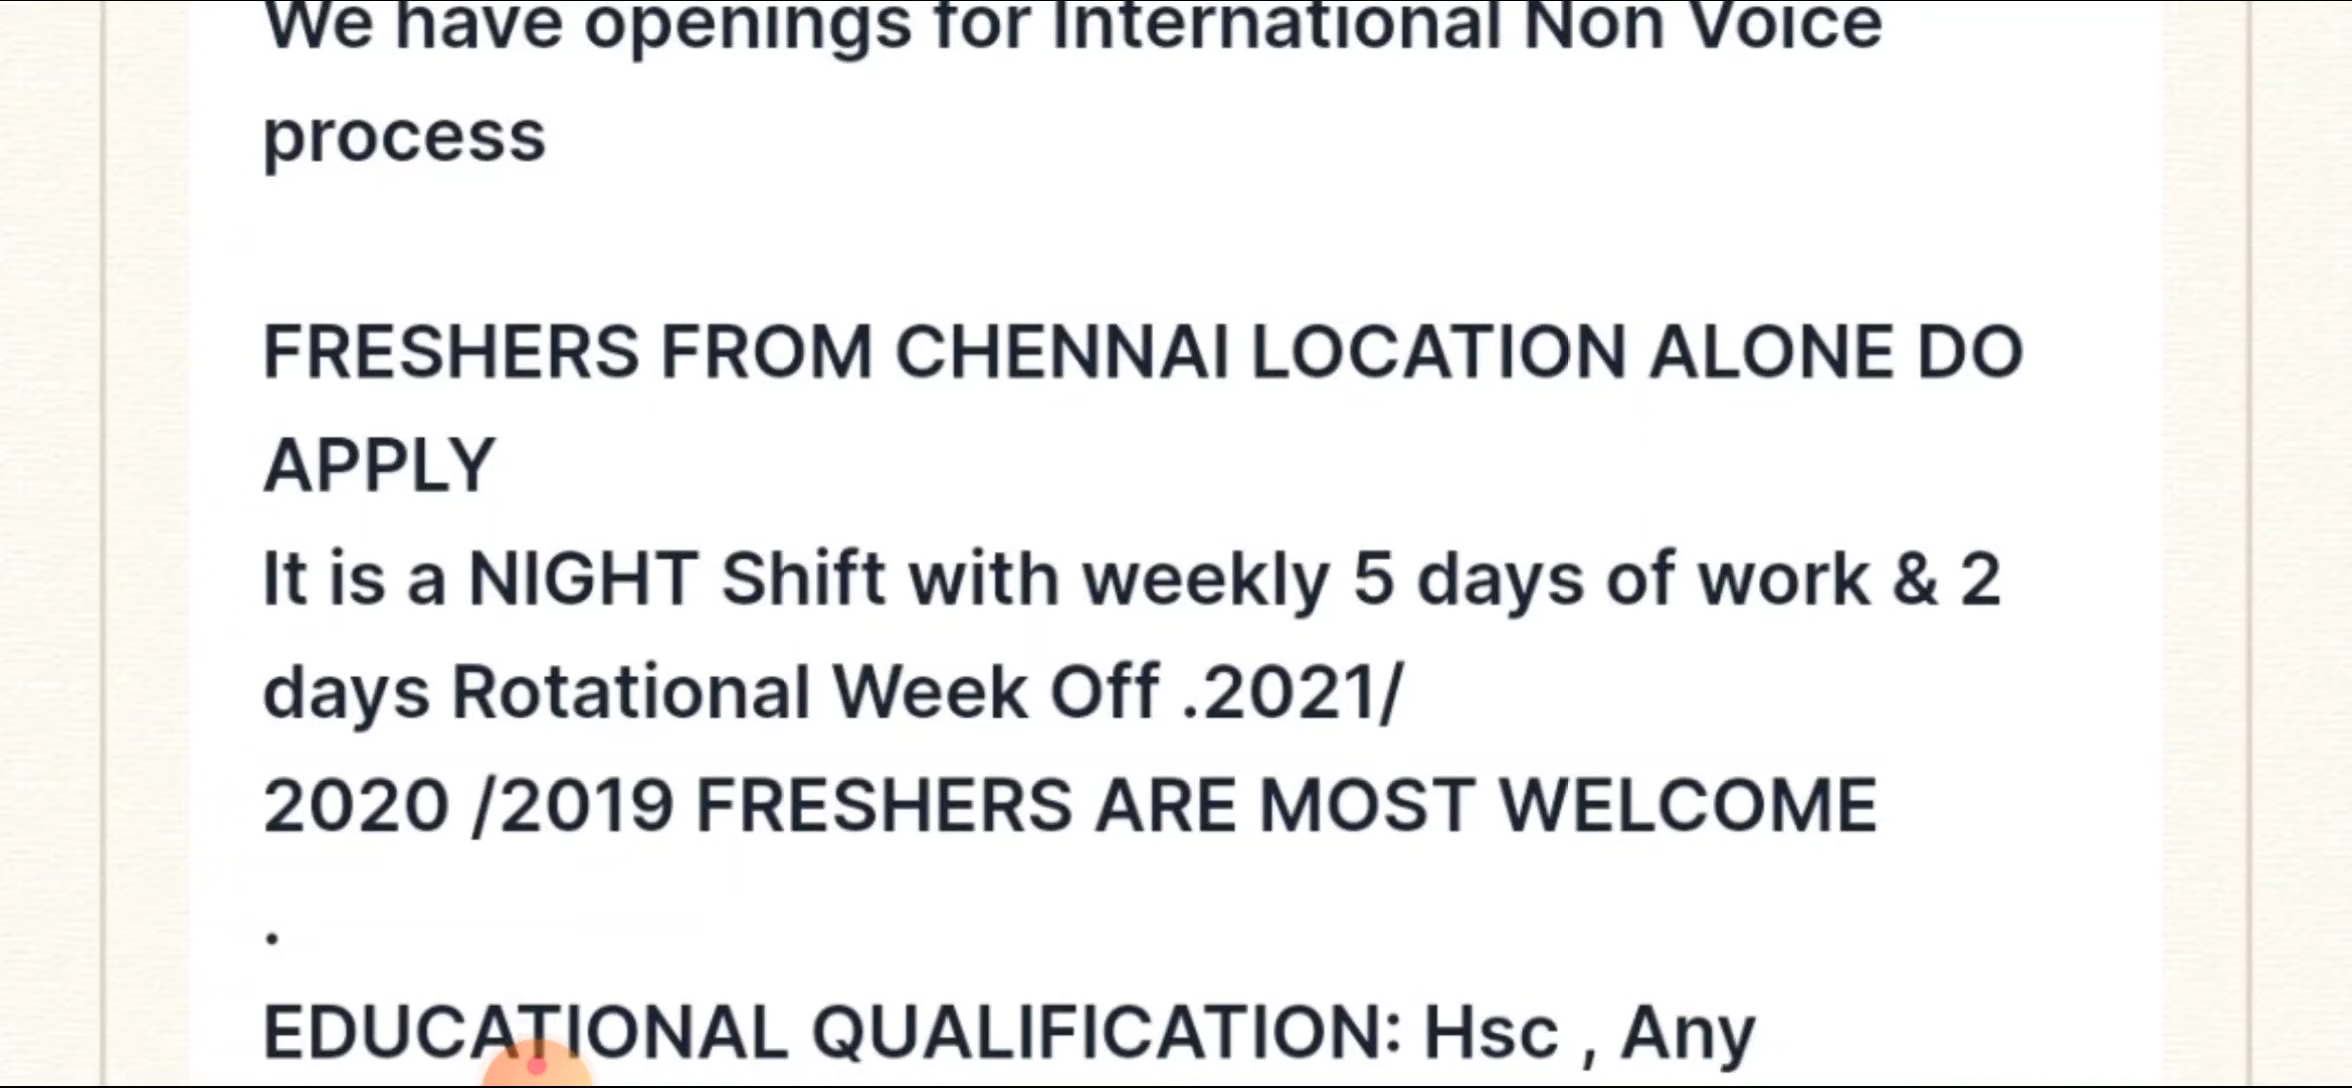 We have openings for International Non Voice
process
FRESHERS FROM CHENNAI LOCATION ALONE DO
APPLY
It is a NIGHT Shift with weekly 5 days of work & 2
days Rotational Week Off .2021/
2020 /2019 FRESHERS ARE MOST WELCOME
.
EDUCATIONAL QUALIFICATION: Hsc , Any